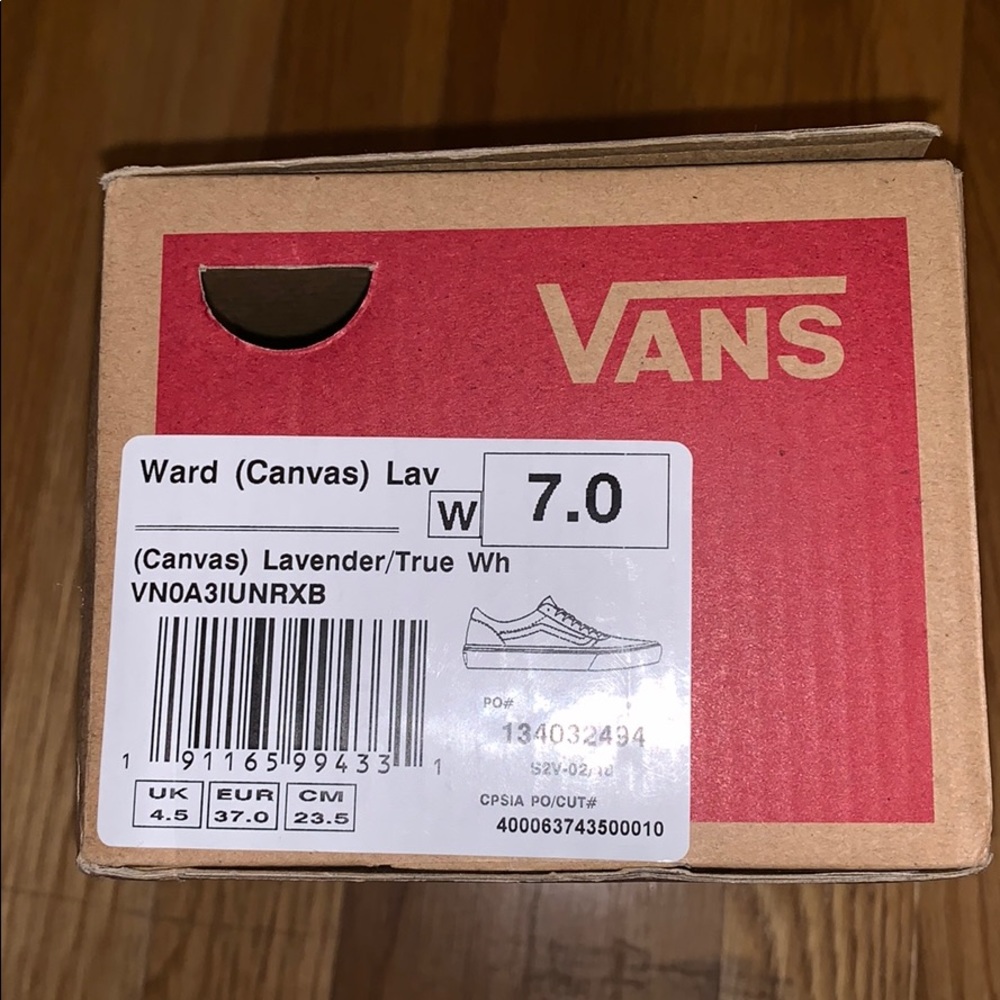 VANS
Ward (Canvas) Lav
W
7.0
(Canvas) Lavender/True Wh
VN0A3IUNRXB
PO#
134032494
1 91165 99433 1
UK
4.5
EUR
37.0
CM
23.5
CPSIA PO/CUT#
400063743500010